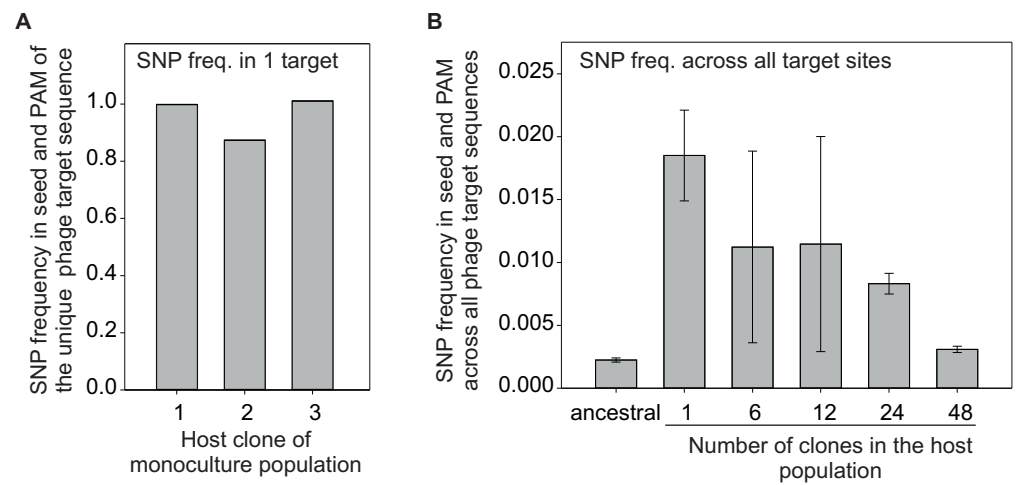 A
SNP frequency in seed and PAM of
the unique phage target sequence
SNP freq. in 1 target
1.0
0.8
0.6
0.4
0.2
0.0
1 2 3
Host clone of
monoculture population
B
SNP frequency in seed and PAM
across all phage target sequences
SNP freq. across all target sites
0.025
0.020
0.015
0.010
0.005
0.000
ancestral 1 6 12 24 48
Number of clones in the host
population